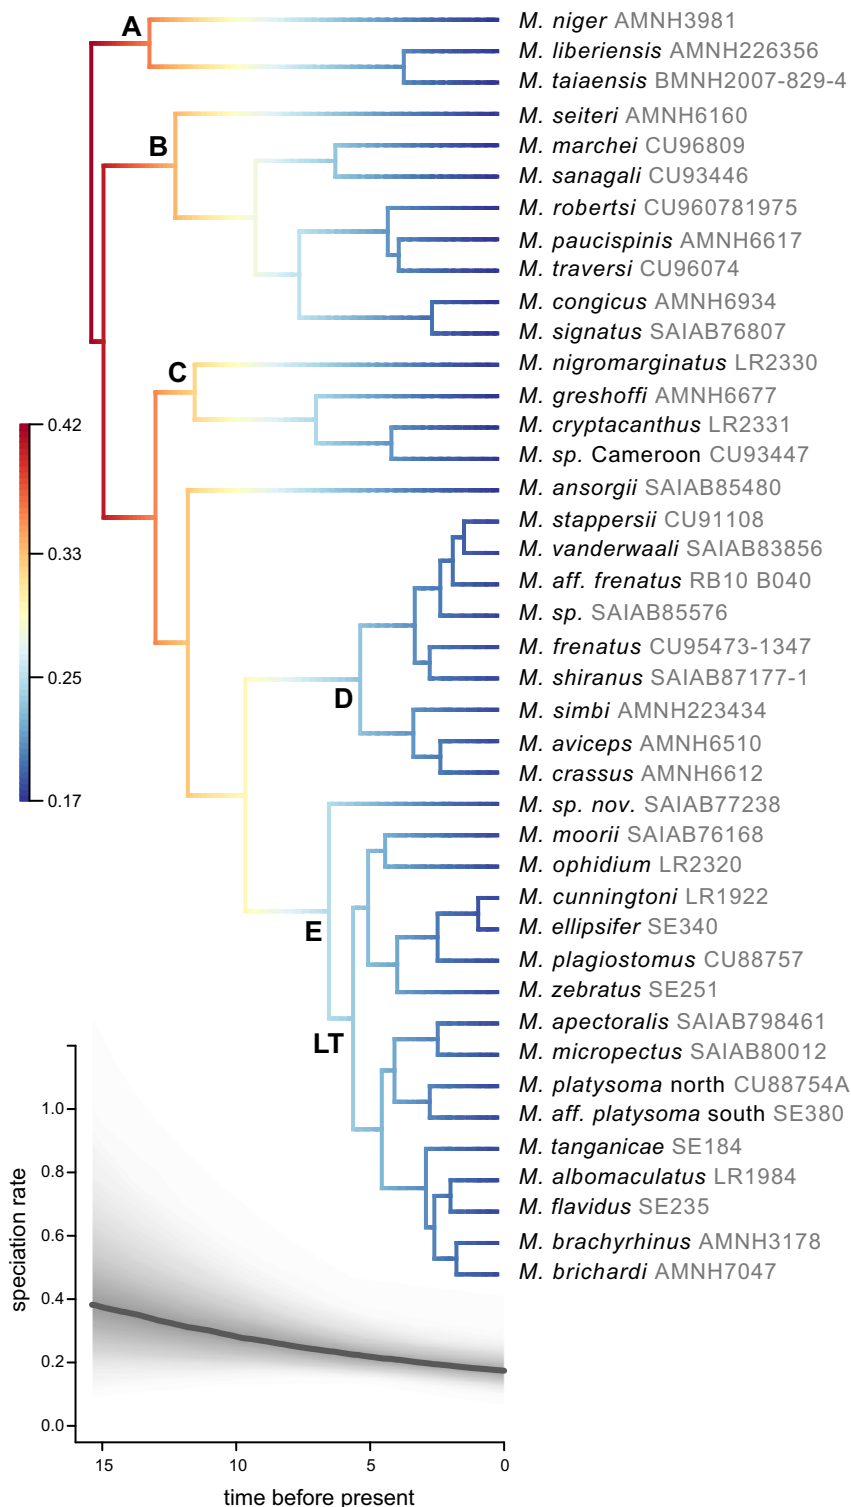 A
M. niger AMNH3981
M. liberiensis AMNH226356
M. taiaensis BMNH2007-829-4
M. seiteri AMNH6160
B
M. marchei CU96809
M. sanagali CU93446
M. robertsi CU960781975
M. paucispinis AMNH6617
M. traversi CU96074
M. congicus AMNH6934
M. signatus SAIAB76807
C
M. nigromarginatus LR2330
M. greshoffi AMNH6677
0.42
M. cryptacanthus LR2331
M. sp. Cameroon CU93447
M. ansorgii SAIAB85480
M. stappersii CU91108
0.33
M. vanderwaali SAIAB83856
M. aff. frenatus RB10 B040
M. sp. SAIAB85576
M. frenatus CU95473-1347
0.25
M. shiranus SAIAB87177-1
D
M. simbi AMNH223434
M. aviceps AMNH6510
M. crassus AMNH6612
0.17
M. sp. nov. SAIAB77238
M. moorii SAIAB76168
M. ophidium LR2320
M. cunningtoni LR1922
E
M. ellipsifer SE340
M. plagiostomus CU88757
M. zebratus SE251
M. apectoralis SAIAB798461
LT
M. micropectus SAIAB80012
M. platysoma north CU88754A
M. aff. platysoma south SE380
M. tanganicae SE184
M. albomaculatus LR1984
M. flavidus SE235
M. brachyrhinus AMNH3178
M. brichardi AMNH7047
speciation rate
1.0
0.8
0.6
0.4
0.2
0.0
15 10 5 0
time before present